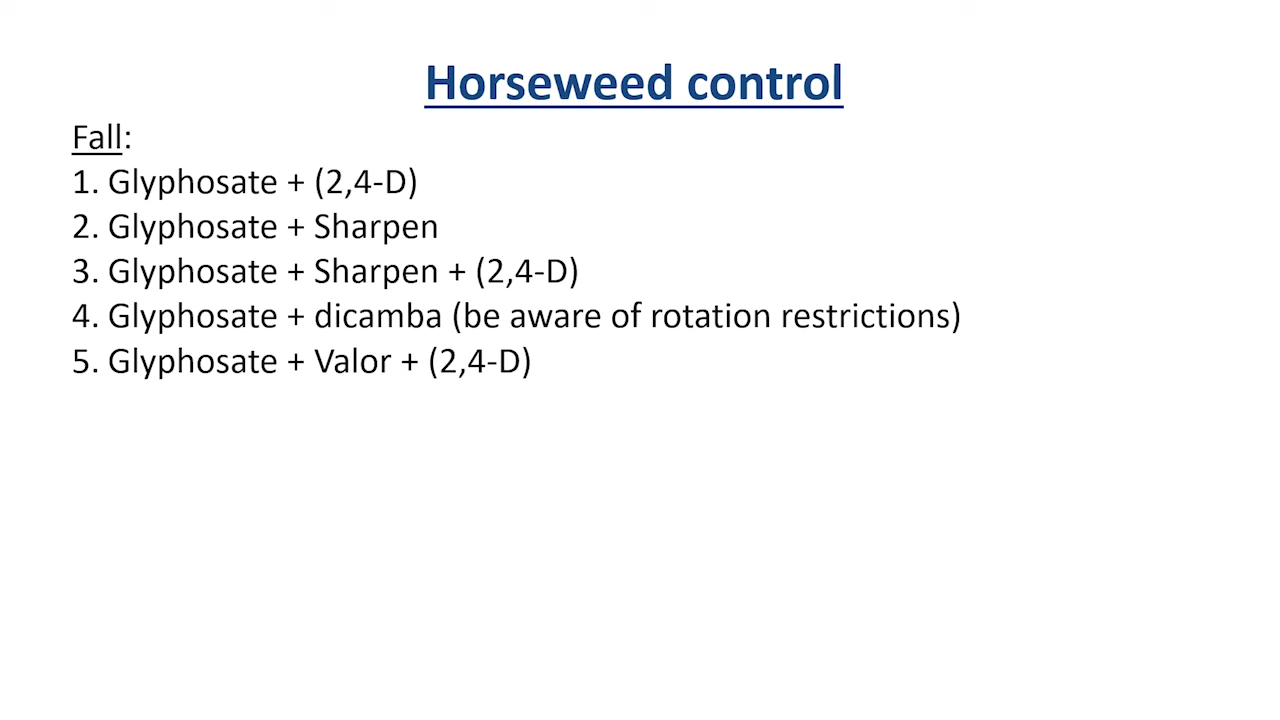 Horseweed control
Fall:
1. Glyphosate + (2,4-D)
2. Glyphosate + Sharpen
3. Glyphosate + Sharpen + (2,4-D)
4. Glyphosate + dicamba (be aware of rotation restrictions)
5. Glyphosate + Valor + (2,4-D)